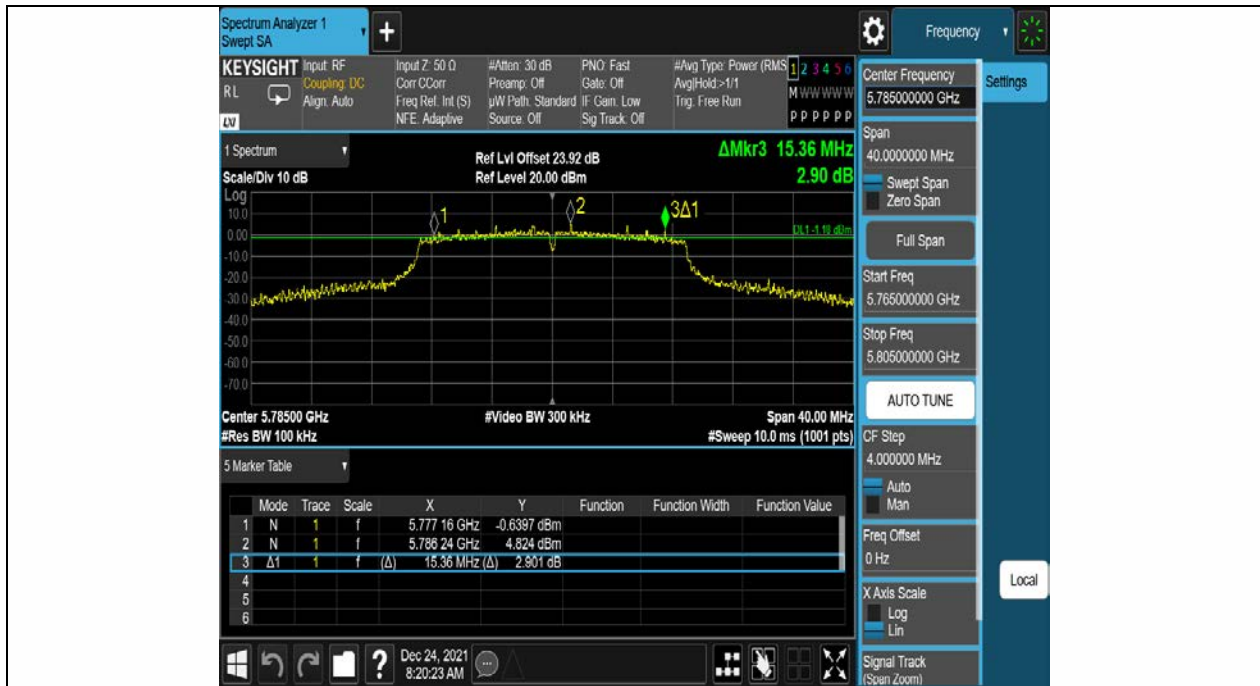 Spectrum Analyzer 1
Swept SA
+
Frequency
KEYSIGHT
RL
LXI
Input: RF
Coupling: DC
Align: Auto
Input Z: 50 Ω
Corr CCorr
Freq Ref: Int (S)
NFE: Adaptive
#Atten: 30 dB
Preamp: Off
µW Path: Standard
Source: Off
PNO: Fast
Gate: Off
IF Gain: Low
Sig Track: Off
#Avg Type: Power (RMS
Avg|Hold:>1/1
Trig: Free Run
1 2 3 4 5 6
M W W W W W
P P P P P P
1 Spectrum
Scale/Div 10 dB
Ref Lvl Offset 23.92 dB
Ref Level 20.00 dBm
ΔMkr3 15.36 MHz
2.90 dB
Log
10.0
0.00
-10.0
-20.0
-30.0
-40.0
-50.0
-60.0
-70.0
1
2
3Δ1
DL1 -1.18 dBm
Center 5.78500 GHz
#Video BW 300 kHz
Span 40.00 MHz
#Res BW 100 kHz
#Sweep 10.0 ms (1001 pts)
5 Marker Table
Mode Trace Scale X Y Function Function Width Function Value
1 N 1 f 5.777 16 GHz -0.6397 dBm
2 N 1 f 5.786 24 GHz 4.824 dBm
3 Δ1 1 f (Δ) 15.36 MHz (Δ) 2.901 dB
4
5
6
?
Dec 24, 2021
8:20:23 AM
Center Frequency
5.785000000 GHz
Settings
Span
40.0000000 MHz
Swept Span
Zero Span
Full Span
Start Freq
5.765000000 GHz
Stop Freq
5.805000000 GHz
AUTO TUNE
CF Step
4.000000 MHz
Auto
Man
Freq Offset
0 Hz
Local
X Axis Scale
Log
Lin
Signal Track
(Span Zoom)